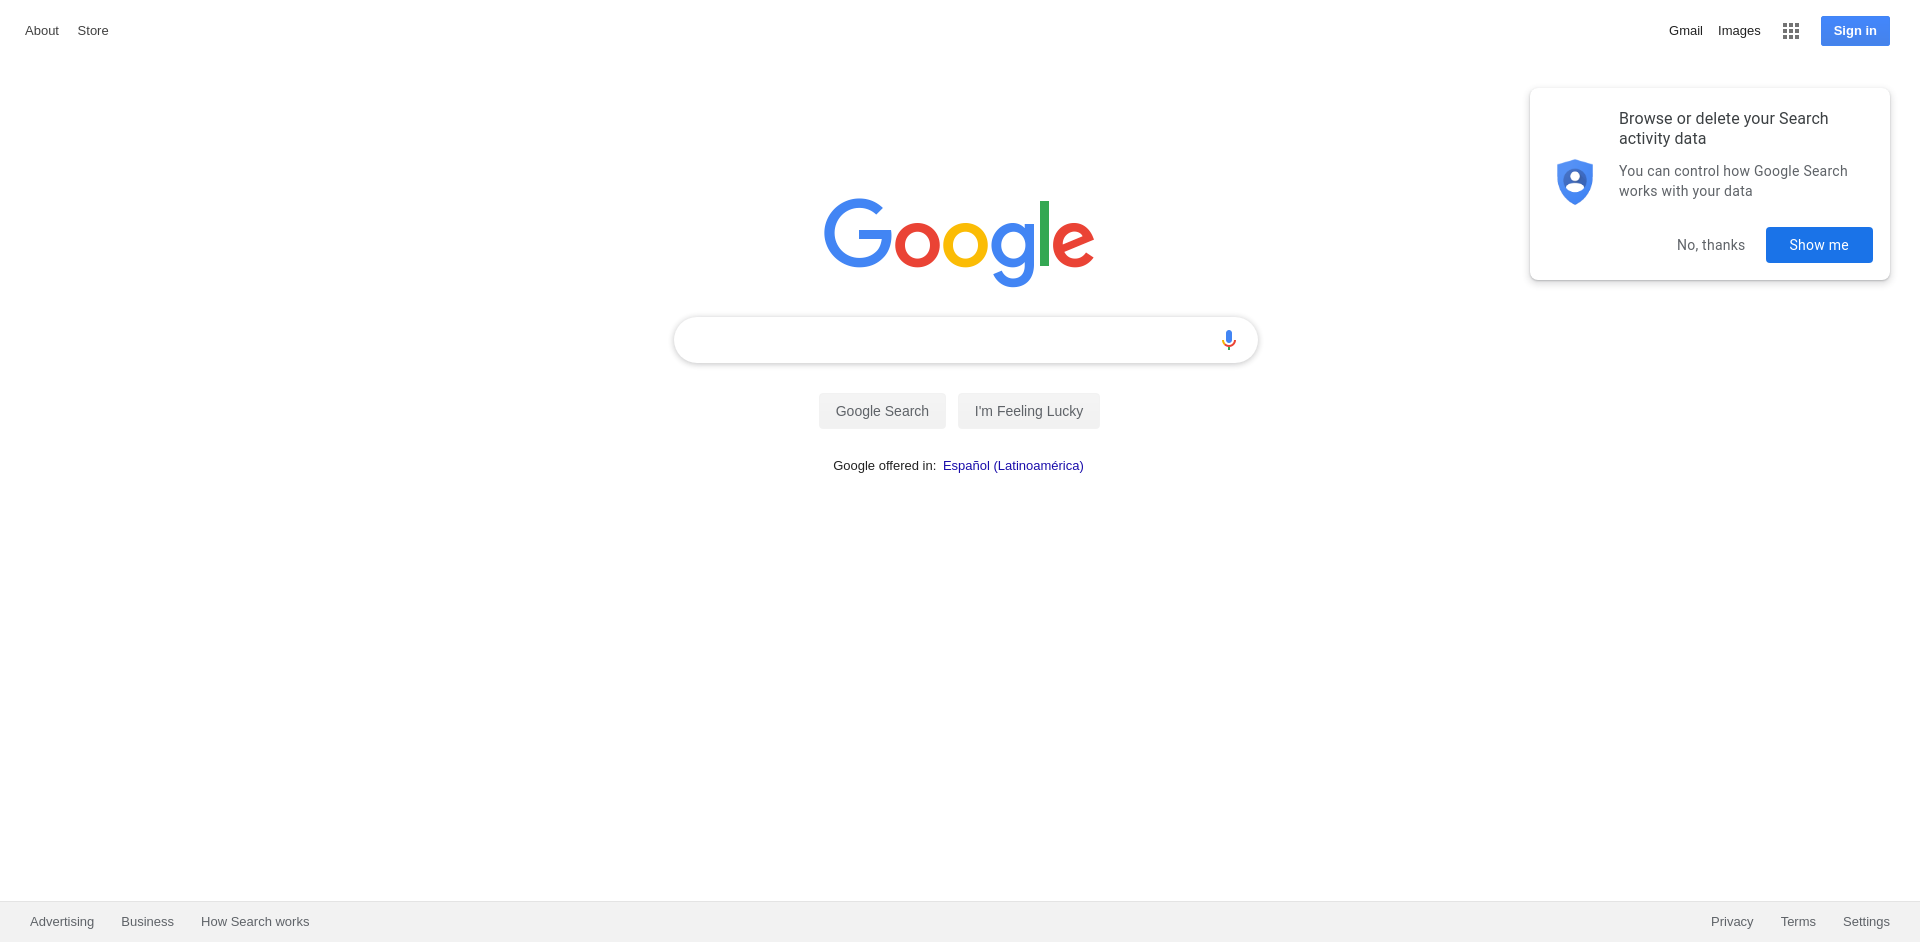 About Store
Gmail Images Sign in
Browse or delete your Search
activity data
You can control how Google Search
works with your data
No, thanks Show me
Google
Google Search I'm Feeling Lucky
Google offered in: Español (Latinoamérica)
Advertising Business How Search works
Privacy Terms Settings